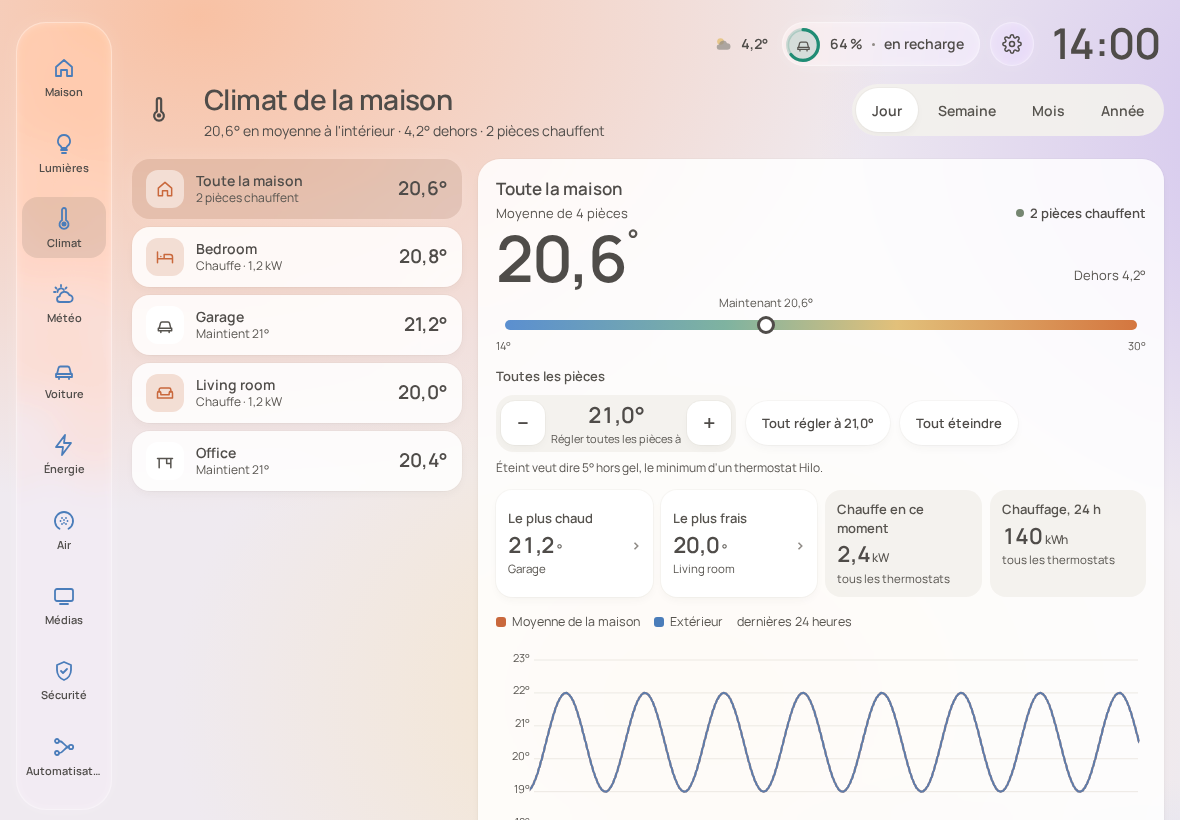 4,2°
64 % • en recharge
14:00
Maison
Lumières
Climat
Météo
Voiture
Énergie
Air
Médias
Sécurité
Automatisat…
Climat de la maison
20,6° en moyenne à l'intérieur · 4,2° dehors · 2 pièces chauffent
Jour
Semaine
Mois
Année
Toute la maison
2 pièces chauffent
20,6°
Bedroom
Chauffe · 1,2 kW
20,8°
Garage
Maintient 21°
21,2°
Living room
Chauffe · 1,2 kW
20,0°
Office
Maintient 21°
20,4°
Toute la maison
Moyenne de 4 pièces
2 pièces chauffent
20,6°
Dehors 4,2°
Maintenant 20,6°
14°
30°
Toutes les pièces
−
21,0°
Régler toutes les pièces à
+
Tout régler à 21,0°
Tout éteindre
Éteint veut dire 5° hors gel, le minimum d'un thermostat Hilo.
Le plus chaud
21,2°
Garage
Le plus frais
20,0°
Living room
Chauffe en ce
moment
2,4 kW
tous les thermostats
Chauffage, 24 h
140 kWh
tous les thermostats
Moyenne de la maison
Extérieur
dernières 24 heures
23°
22°
21°
20°
19°